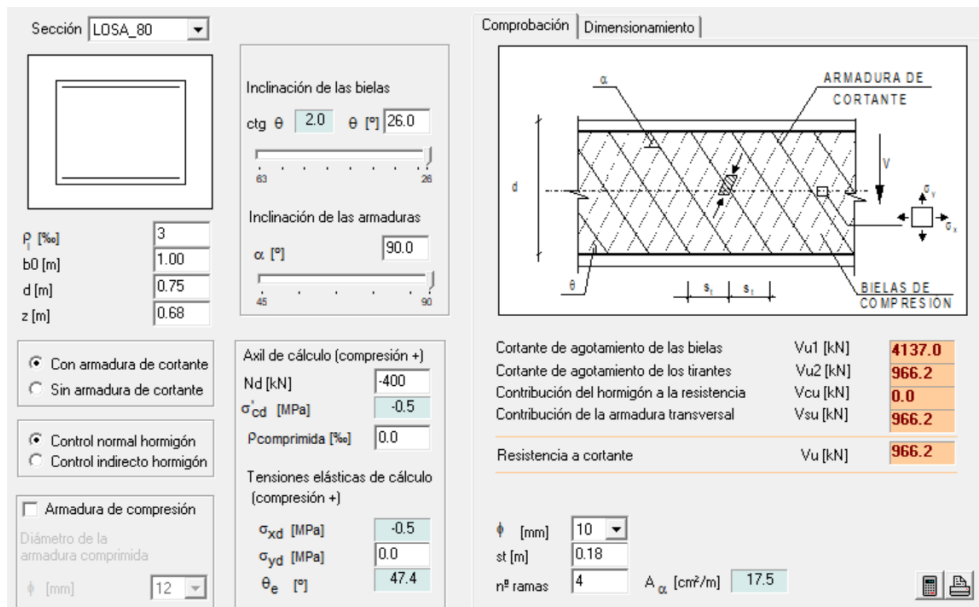 Sección LOSA_80
ρl [‰] 3
b0 [m] 1.00
d [m] 0.75
z [m] 0.68
Con armadura de cortante
Sin armadura de cortante
Control normal hormigón
Control indirecto hormigón
Armadura de compresión
Diámetro de la
armadura comprimida
ϕ [mm] 12
Inclinación de las bielas
ctg θ 2.0 θ [º] 26.0
63 26
Inclinación de las armaduras
α [º] 90.0
45 90
Axil de cálculo (compresión +)
Nd [kN] -400
σ'cd [MPa] -0.5
ρcomprimida [‰] 0.0
Tensiones elásticas de cálculo
(compresión +)
σxd [MPa] -0.5
σyd [MPa] 0.0
θe [º] 47.4
Comprobación Dimensionamiento
α
ARMADURA DE
CORTANTE
d
V
σy
σx
θ
st st
BIELAS DE
COMPRESION
Cortante de agotamiento de las bielas Vu1 [kN] 4137.0
Cortante de agotamiento de los tirantes Vu2 [kN] 966.2
Contribución del hormigón a la resistencia Vcu [kN] 0.0
Contribución de la armadura transversal Vsu [kN] 966.2
Resistencia a cortante Vu [kN] 966.2
ϕ [mm] 10
st [m] 0.18
nº ramas 4 Aα [cm²/m] 17.5